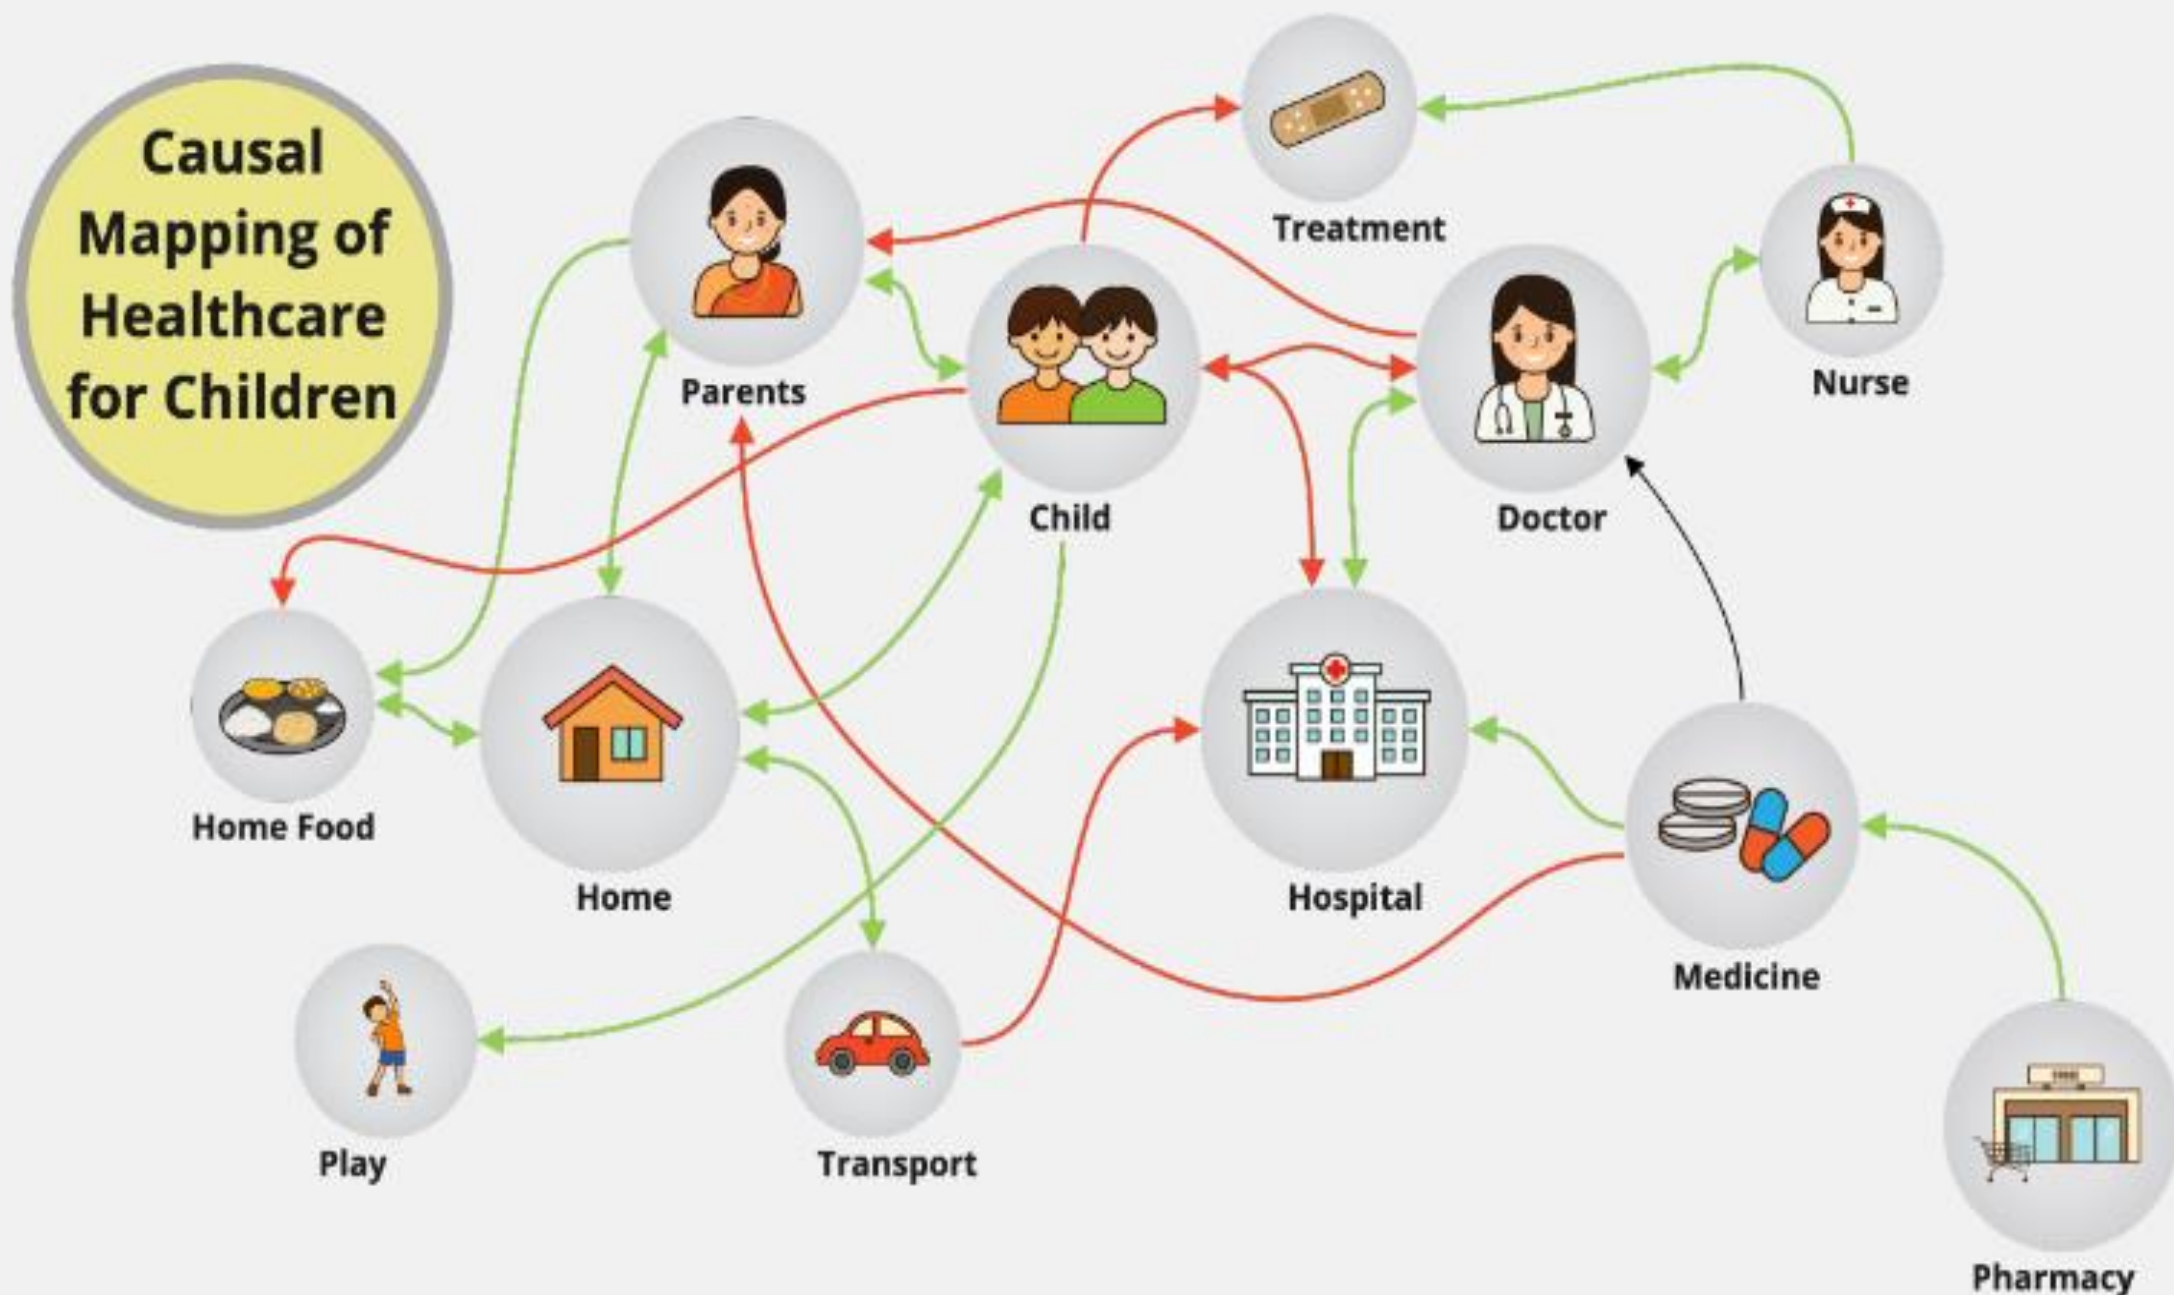 Causal
Mapping of
Healthcare
for Children
Treatment
Parents
Nurse
Child
Doctor
Home Food
Home
Hospital
Medicine
Play
Transport
Pharmacy